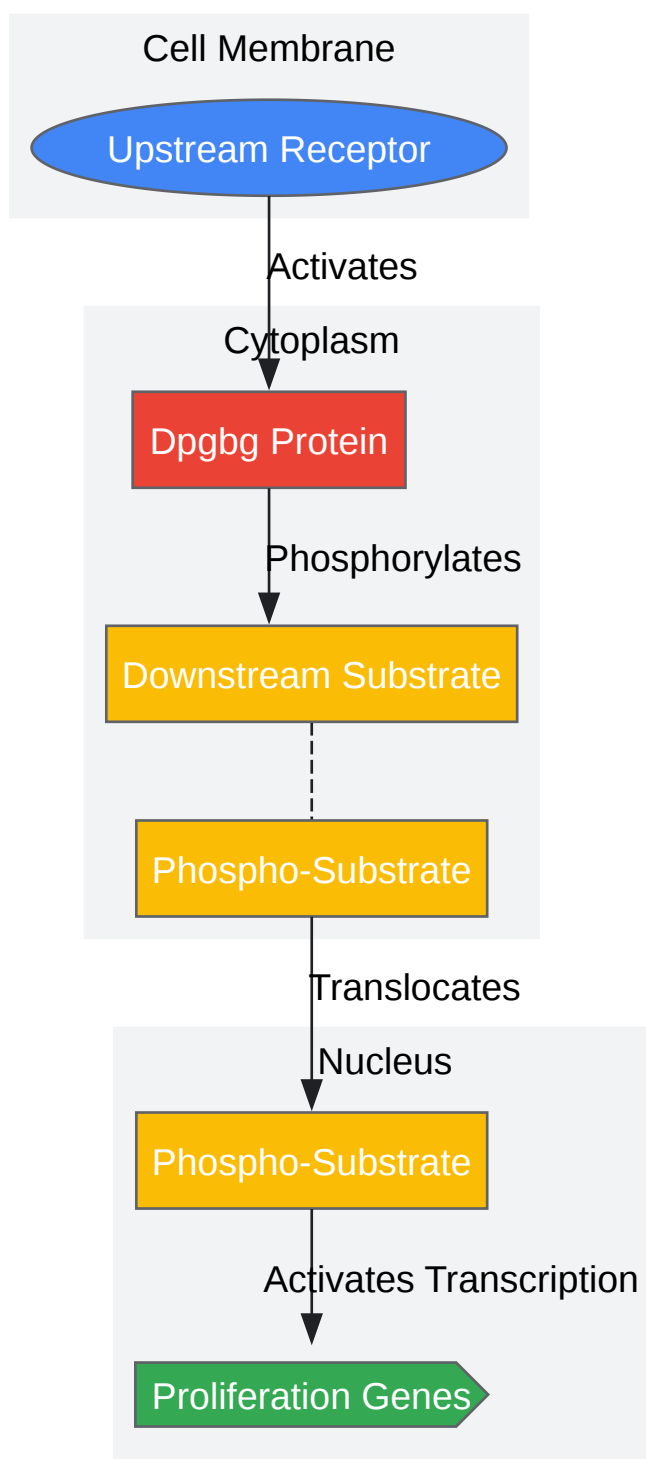 Cell Membrane
Upstream Receptor
Activates
Cytoplasm
Dpgbg Protein
Phosphorylates
Downstream Substrate
Phospho-Substrate
Translocates
Nucleus
Phospho-Substrate
Activates Transcription
Proliferation Genes